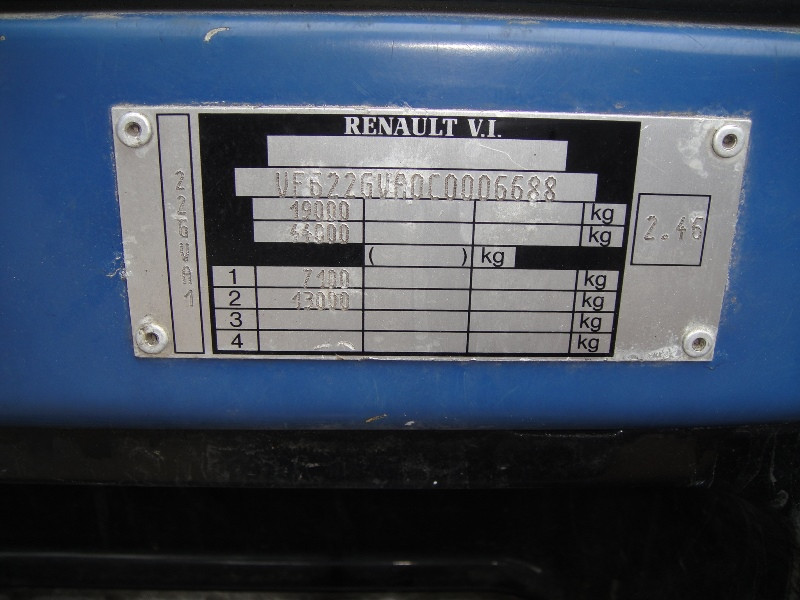 RENAULT V.I.
VF622GVA0C0006688
19000 kg
44000 kg
( ) kg
1 7100 kg
2 13000 kg
3 kg
4 kg
2.46